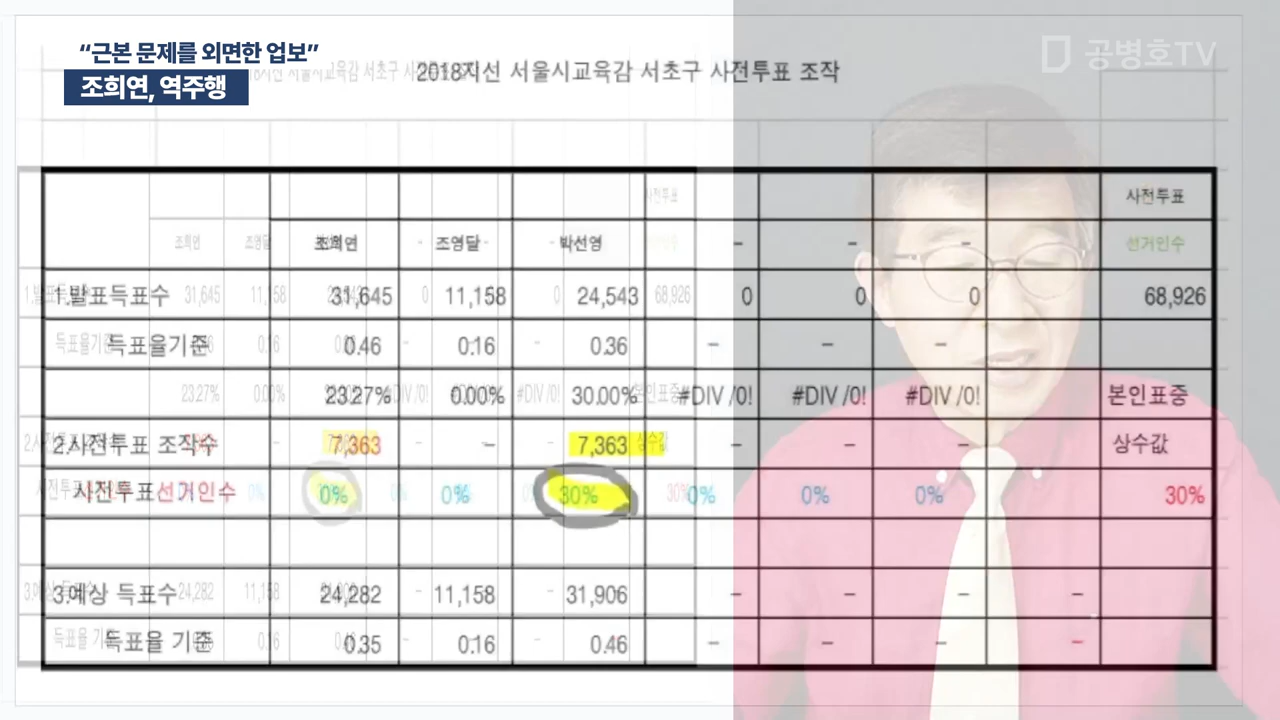 “근본 문제를 외면한 업보”
조희연, 역주행
공병호TV
2018지선 서울시교육감 서초구 사전투표 조작
사전투표
조희연 조영달 - 박선영 - - - 선거인수
1.발표득표수 31,645 11,158 24,543 0 0 0 68,926
득표율기준 0.46 0.16 0.36 - - -
23.27% 0.00% 30.00% #DIV/0! #DIV/0! #DIV/0! 본인표중
2.사전투표 조작수 7,363 - 7,363 - - - 상수값
사전투표선거인수 0% 0% 30% 0% 0% 0% 30%
3.예상 득표수 24,282 11,158 31,906 - - - -
득표율 기준 0.35 0.16 0.46 - - - -